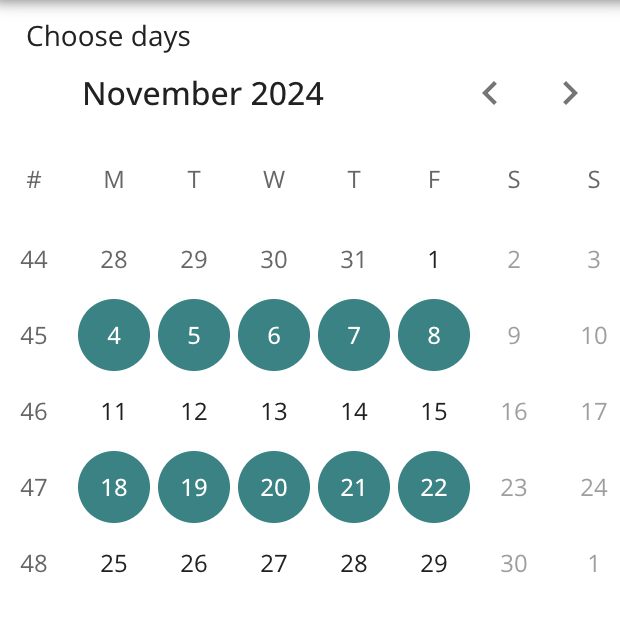 Choose days
November 2024
# M T W T F S S
44 28 29 30 31 1 2 3
45 4 5 6 7 8 9 10
46 11 12 13 14 15 16 17
47 18 19 20 21 22 23 24
48 25 26 27 28 29 30 1